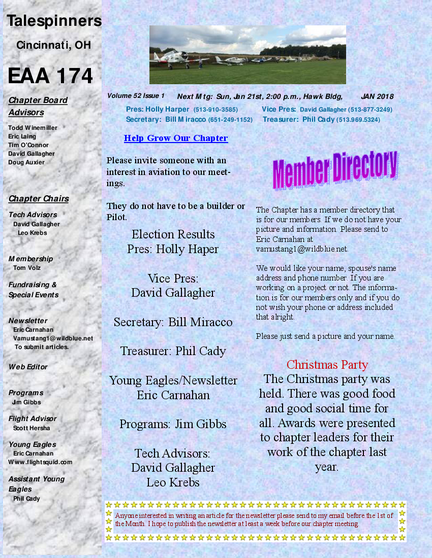 Talespinners
Cincinnati, OH
EAA 174
Chapter Board
Advisors
Todd Winemiller
Eric Laing
Tim O'Connor
David Gallagher
Doug Auxier
Chapter Chairs
Tech Advisors
David Gallagher
Leo Krebs
Membership
Tom Volz
Fundraising &
Special Events
Newsletter
Eric Carnahan
Vamustang1@wildblue.net
To submit articles.
Web Editor
Programs
Jim Gibbs
Flight Advisor
Scott Hersha
Young Eagles
Eric Carnahan
Www.flightsquid.com
Assistant Young
Eagles
Phil Cady
Volume 52 Issue 1 Next Mtg: Sun, Jan 21st, 2:00 p.m., Hawk Bldg, JAN 2018
Pres: Holly Harper (513-910-3585) Vice Pres: David Gallagher (513-877-3249)
Secretary: Bill Miracco (651-249-1152) Treasurer: Phil Cady (513.969.5324)
Help Grow Our Chapter
Please invite someone with an
interest in aviation to our meet-
ings.
They do not have to be a builder or
Pilot.
Election Results
Pres: Holly Haper
Vice Pres:
David Gallagher
Secretary: Bill Miracco
Treasurer: Phil Cady
Young Eagles/Newsletter
Eric Carnahan
Programs: Jim Gibbs
Tech Advisors:
David Gallagher
Leo Krebs
Member Directory
The Chapter has a member directory that
is for our members. If we do not have your
picture and information. Please send to
Eric Carnahan at
vamustang1@wildblue.net.
We would like your name, spouse's name
address and phone number. If you are
working on a project or not. The informa-
tion is for our members only and if you do
not wish your phone or address included
that alright.
Please just send a picture and your name.
Christmas Party
The Christmas party was
held. There was good food
and good social time for
all. Awards were presented
to chapter leaders for their
work of the chapter last
year.
Anyone interested in writing an article for the newsletter please send to my email before the 1st of
the Month. I hope to publish the newsletter at least a week before our chapter meeting.